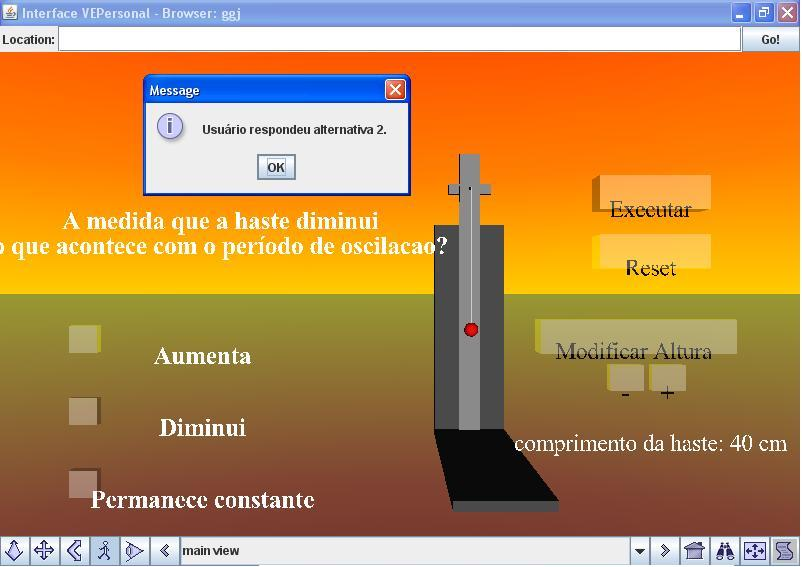 Interface VEPersonal - Browser: ggj
Location:
Go!
Message
Usuário respondeu alternativa 2.
OK
A medida que a haste diminui
o que acontece com o período de oscilacao?
Aumenta
Diminui
Permanece constante
Executar
Reset
Modificar Altura
- +
comprimento da haste: 40 cm
main view